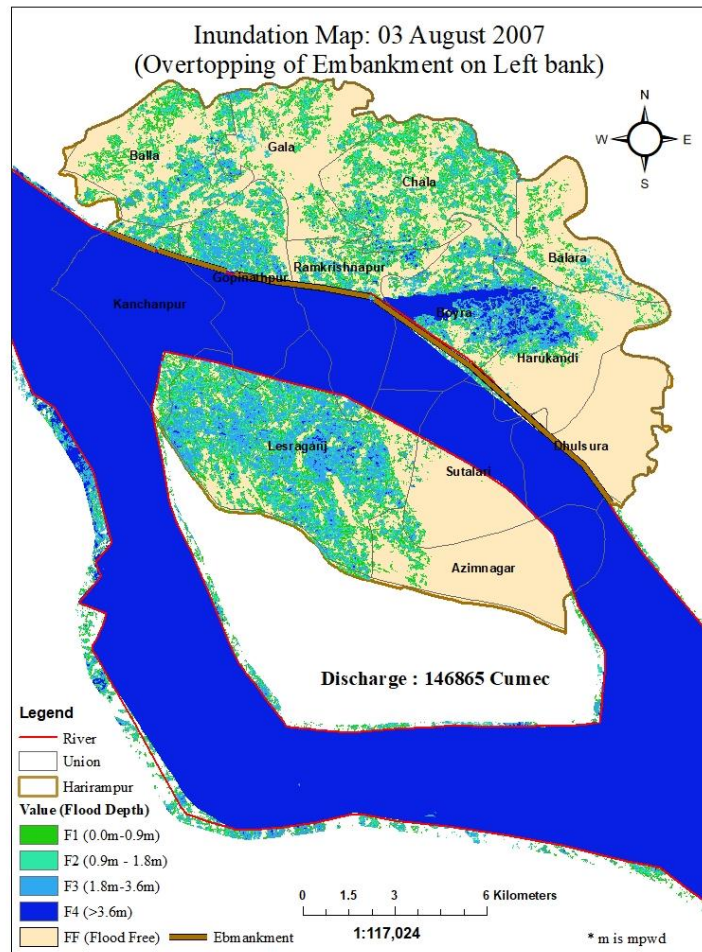 Inundation Map: 03 August 2007
(Overtopping of Embankment on Left bank)
N
W E
S
Balla
Gala
Chala
Balara
Ramkrishnapur
Gopinathpur
Kanchanpur
Boyra
Harukandi
Lesraganj
Sutalari
Dhulsura
Azimnagar
Discharge : 146865 Cumec
Legend
River
Union
Harirampur
Value (Flood Depth)
F1 (0.0m-0.9m)
F2 (0.9m - 1.8m)
F3 (1.8m-3.6m)
F4 (>3.6m)
FF (Flood Free)
Ebmankment
0 1.5 3 6 Kilometers
1:117,024
* m is mpwd